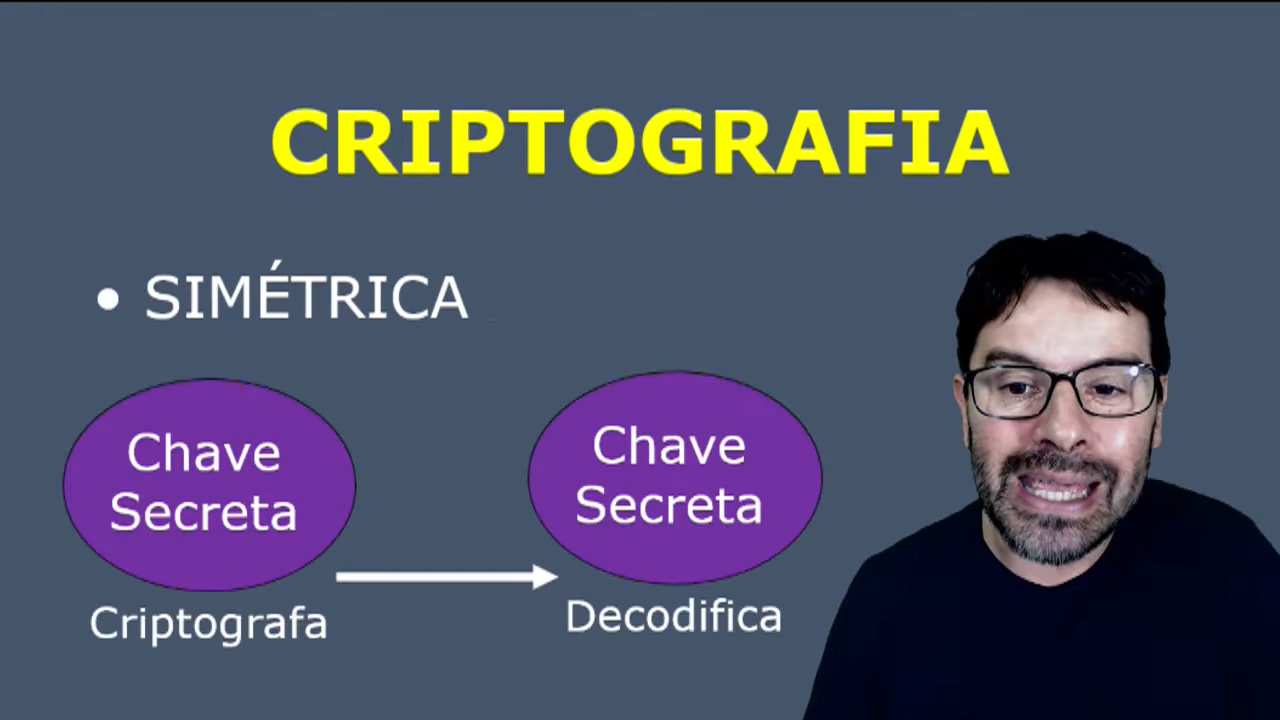 CRIPTOGRAFIA
• SIMÉTRICA
Chave
Secreta
Criptografa
Chave
Secreta
Decodifica